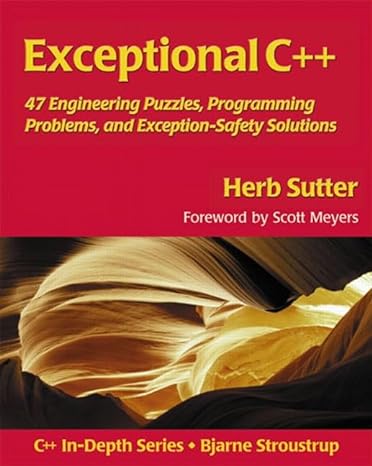 Exceptional C++
47 Engineering Puzzles, Programming
Problems, and Exception-Safety Solutions
Herb Sutter
Foreword by Scott Meyers
C++ In-Depth Series • Bjarne Stroustrup